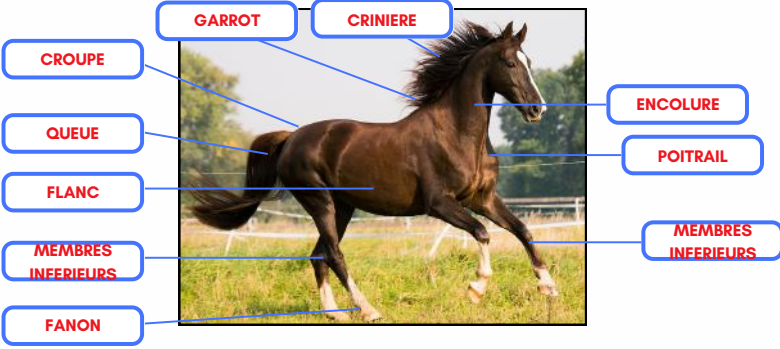 GARROT
CRINIERE
CROUPE
ENCOLURE
QUEUE
POITRAIL
FLANC
MEMBRES
INFERIEURS
MEMBRES
INFERIEURS
FANON